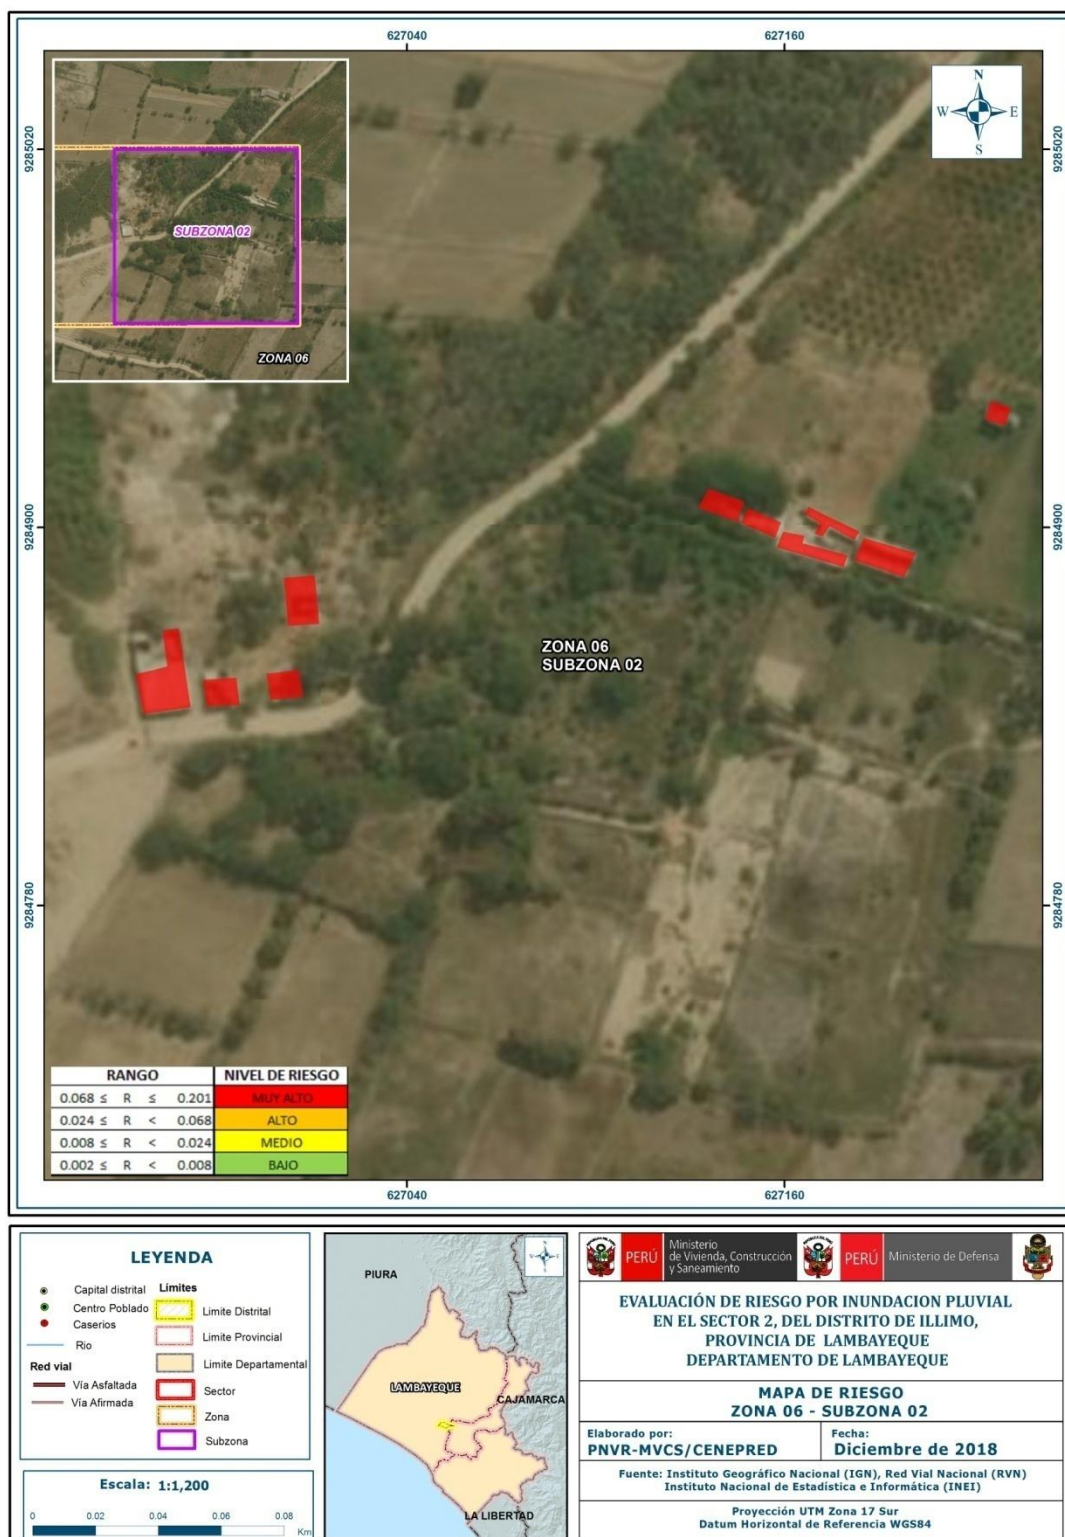 627040
627160
9285020
9285020
SUBZONA 02
ZONA 06
N
W
E
S
9284900
9284900
ZONA 06
SUBZONA 02
9284780
9284780
RANGO NIVEL DE RIESGO
0.068 ≤ R ≤ 0.201 MUY ALTO
0.024 ≤ R < 0.068 ALTO
0.008 ≤ R < 0.024 MEDIO
0.002 ≤ R < 0.008 BAJO
627040
627160
LEYENDA
Capital distrital
Centro Poblado
Caserios
Rio
Red vial
Vía Asfaltada
Vía Afirmada
Límites
Limite Distrital
Limite Provincial
Limite Departamental
Sector
Zona
Subzona
Escala: 1:1,200
0 0.02 0.04 0.06 0.08
Km
PIURA
LAMBAYEQUE
CAJAMARCA
LA LIBERTAD
PERÚ
Ministerio
de Vivienda, Construcción
y Saneamiento
PERÚ
Ministerio de Defensa
EVALUACIÓN DE RIESGO POR INUNDACION PLUVIAL
EN EL SECTOR 2, DEL DISTRITO DE ILLIMO,
PROVINCIA DE LAMBAYEQUE
DEPARTAMENTO DE LAMBAYEQUE
MAPA DE RIESGO
ZONA 06 - SUBZONA 02
Elaborado por:
PNVR-MVCS/CENEPRED
Fecha:
Diciembre de 2018
Fuente: Instituto Geográfico Nacional (IGN), Red Vial Nacional (RVN)
Instituto Nacional de Estadística e Informática (INEI)
Proyección UTM Zona 17 Sur
Datum Horizontal de Referencia WGS84